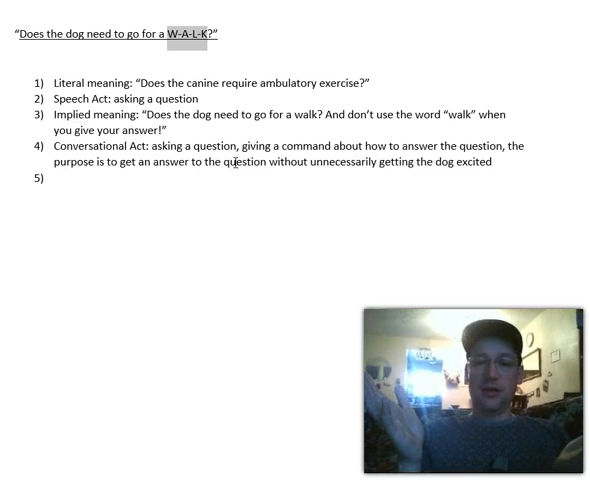 “Does the dog need to go for a W-A-L-K?”
1) Literal meaning: “Does the canine require ambulatory exercise?”
2) Speech Act: asking a question
3) Implied meaning: “Does the dog need to go for a walk? And don’t use the word “walk” when
you give your answer!”
4) Conversational Act: asking a question, giving a command about how to answer the question, the
purpose is to get an answer to the question without unnecessarily getting the dog excited
5)